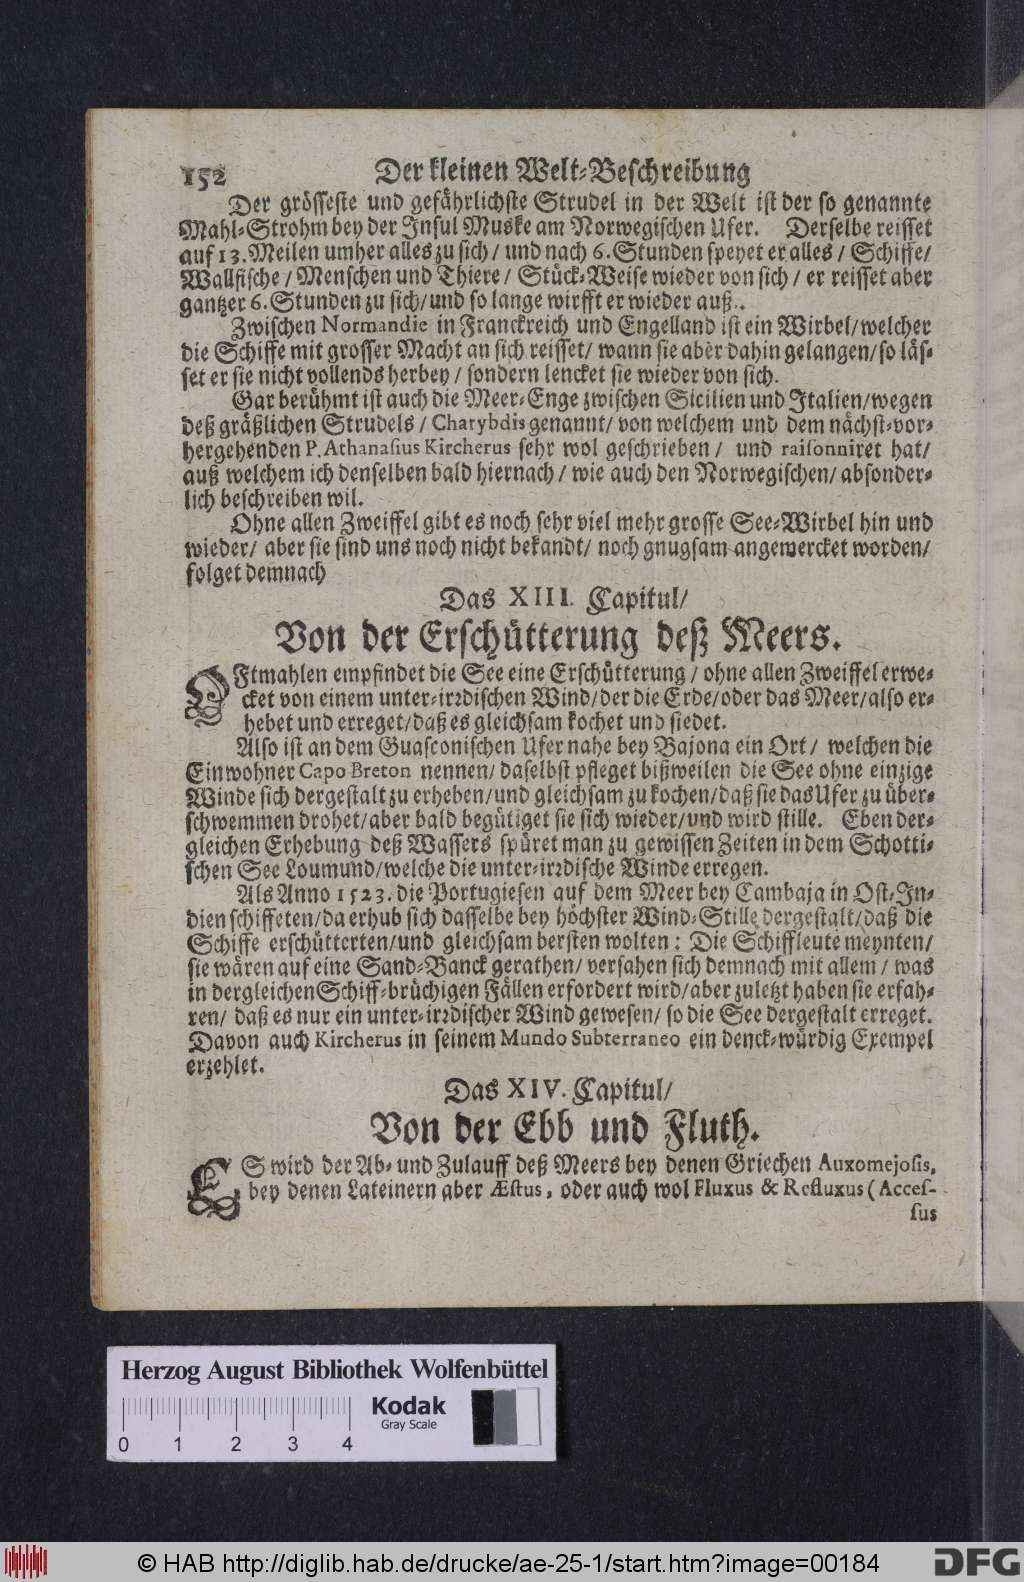 152 Der kleinen Welt-Beschreibung
Der grösseste und gefährlichste Strudel in der Welt ist der so genannte
Mahl-Strohm bey der Insul Muske am Norwegischen Ufer. Derselbe reisset
auf 13. Meilen umher alles zu sich / und nach 6. Stunden speyet er alles / Schiffe /
Wallfische / Menschen und Thiere / Stück-Weise wieder von sich / er reisset aber
gantzer 6. Stunden zu sich / und so lange wirfft er wieder auß.
Zwischen Normandie in Franckreich und Engelland ist ein Wirbel / welcher
die Schiffe mit grosser Macht an sich reisset / wann sie aber dahin gelangen / so läs-
set er sie nicht vollends herbey / sondern lencket sie wieder von sich.
Gar berühmt ist auch die Meer-Enge zwischen Sicilien und Italien / wegen
deß gräßlichen Strudels / Charybdis genannt / von welchem und dem nächst-vor-
hergehenden P. Athanasius Kircherus sehr wol geschrieben / und raisonniret hat /
auß welchem ich denselben bald hiernach / wie auch den Norwegischen / absonder-
lich beschreiben wil.
Ohne allen Zweiffel gibt es noch sehr viel mehr grosse See-Wirbel hin und
wieder / aber sie sind uns noch nicht bekandt / noch gnugsam angemercket worden /
folget demnach
Das XIII. Capitul /
Von der Erschütterung deß Meers.
OFtmahlen empfindet die See eine Erschütterung / ohne allen Zweiffel erwe-
cket von einem unter-irrdischen Wind / der die Erde / oder das Meer / also er-
hebet und erreget / daß es gleichsam kochet und siedet.
Also ist an dem Guasconischen Ufer nahe bey Bajona ein Ort / welchen die
Einwohner Capo Breton nennen / daselbst pfleget bißweilen die See ohne einzige
Winde sich dergestalt zu erheben / und gleichsam zu kochen / daß sie das Ufer zu über-
schwemmen drohet / aber bald begütiget sie sich wieder / und wird stille. Eben der-
gleichen Erhebung deß Wassers spüret man zu gewissen Zeiten in dem Schotti-
schen See Loumund / welche die unter-irrdische Winde erregen.
Als Anno 1523. die Portugiesen auf dem Meer bey Cambaja in Ost-In-
dien schiffeten / da erhub sich dasselbe bey höchster Wind-Stille dergestalt / daß die
Schiffe erschütterten / und gleichsam bersten wolten: Die Schiffleute meynten /
sie wären auf eine Sand-Banck gerathen / versahen sich demnach mit allem / was
in dergleichen Schiff-brüchigen Fällen erfordert wird / aber zuletzt haben sie erfah-
ren / daß es nur ein unter-irrdischer Wind gewesen / so die See dergestalt erreget.
Davon auch Kircherus in seinem Mundo Subterraneo ein denck-würdig Exempel
erzehlet.
Das XIV. Capitul /
Von der Ebb und Fluth.
ES wird der Ab- und Zulauff deß Meers bey denen Griechen Auxomejosis,
bey denen Lateinern aber Æstus, oder auch wol Fluxus & Refluxus (Acces-
sus
Herzog August Bibliothek Wolfenbüttel
Kodak
Gray Scale
0 1 2 3 4
© HAB http://diglib.hab.de/drucke/ae-25-1/start.htm?image=00184
DFG